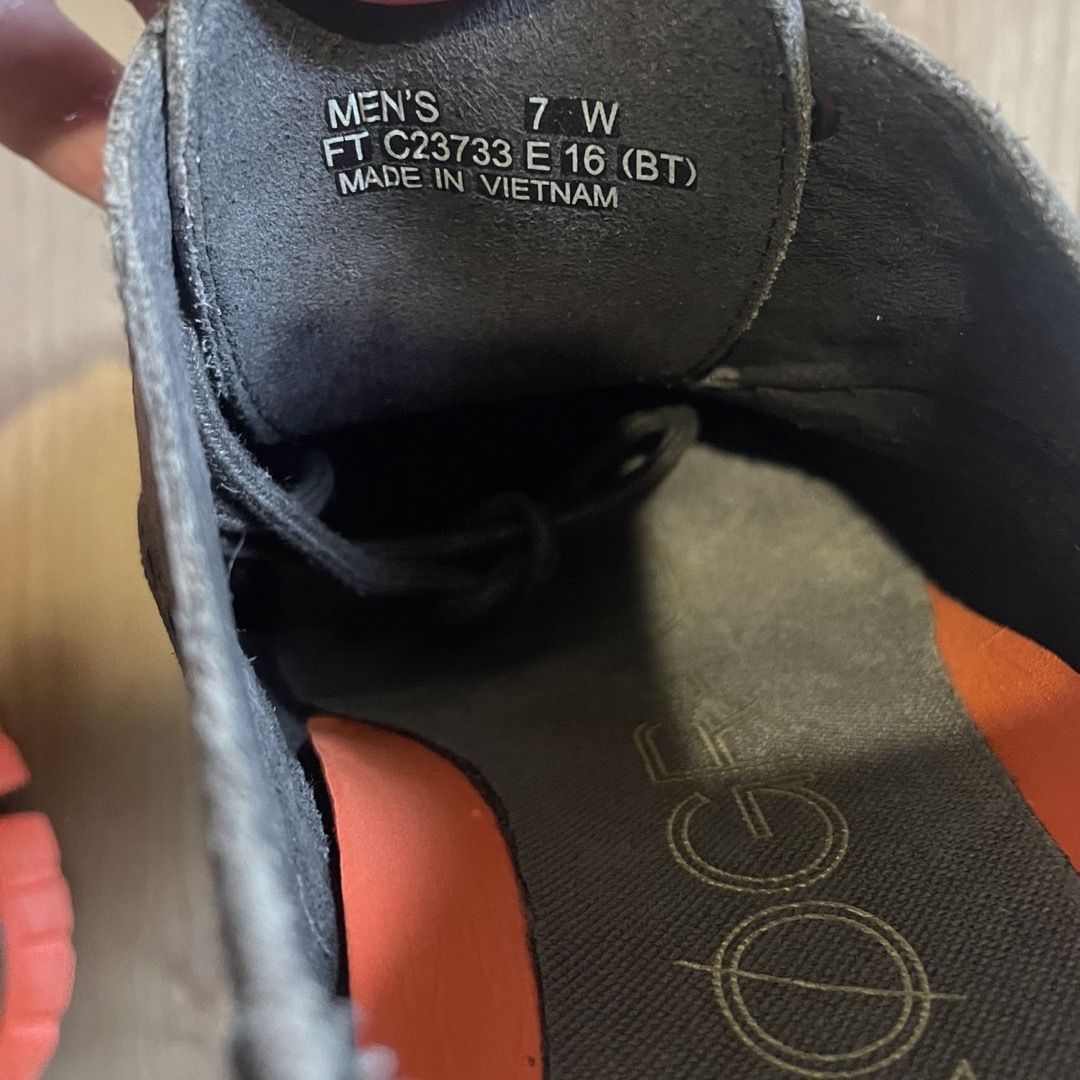 MEN'S 7 W
FT C23733 E 16 (BT)
MADE IN VIETNAM